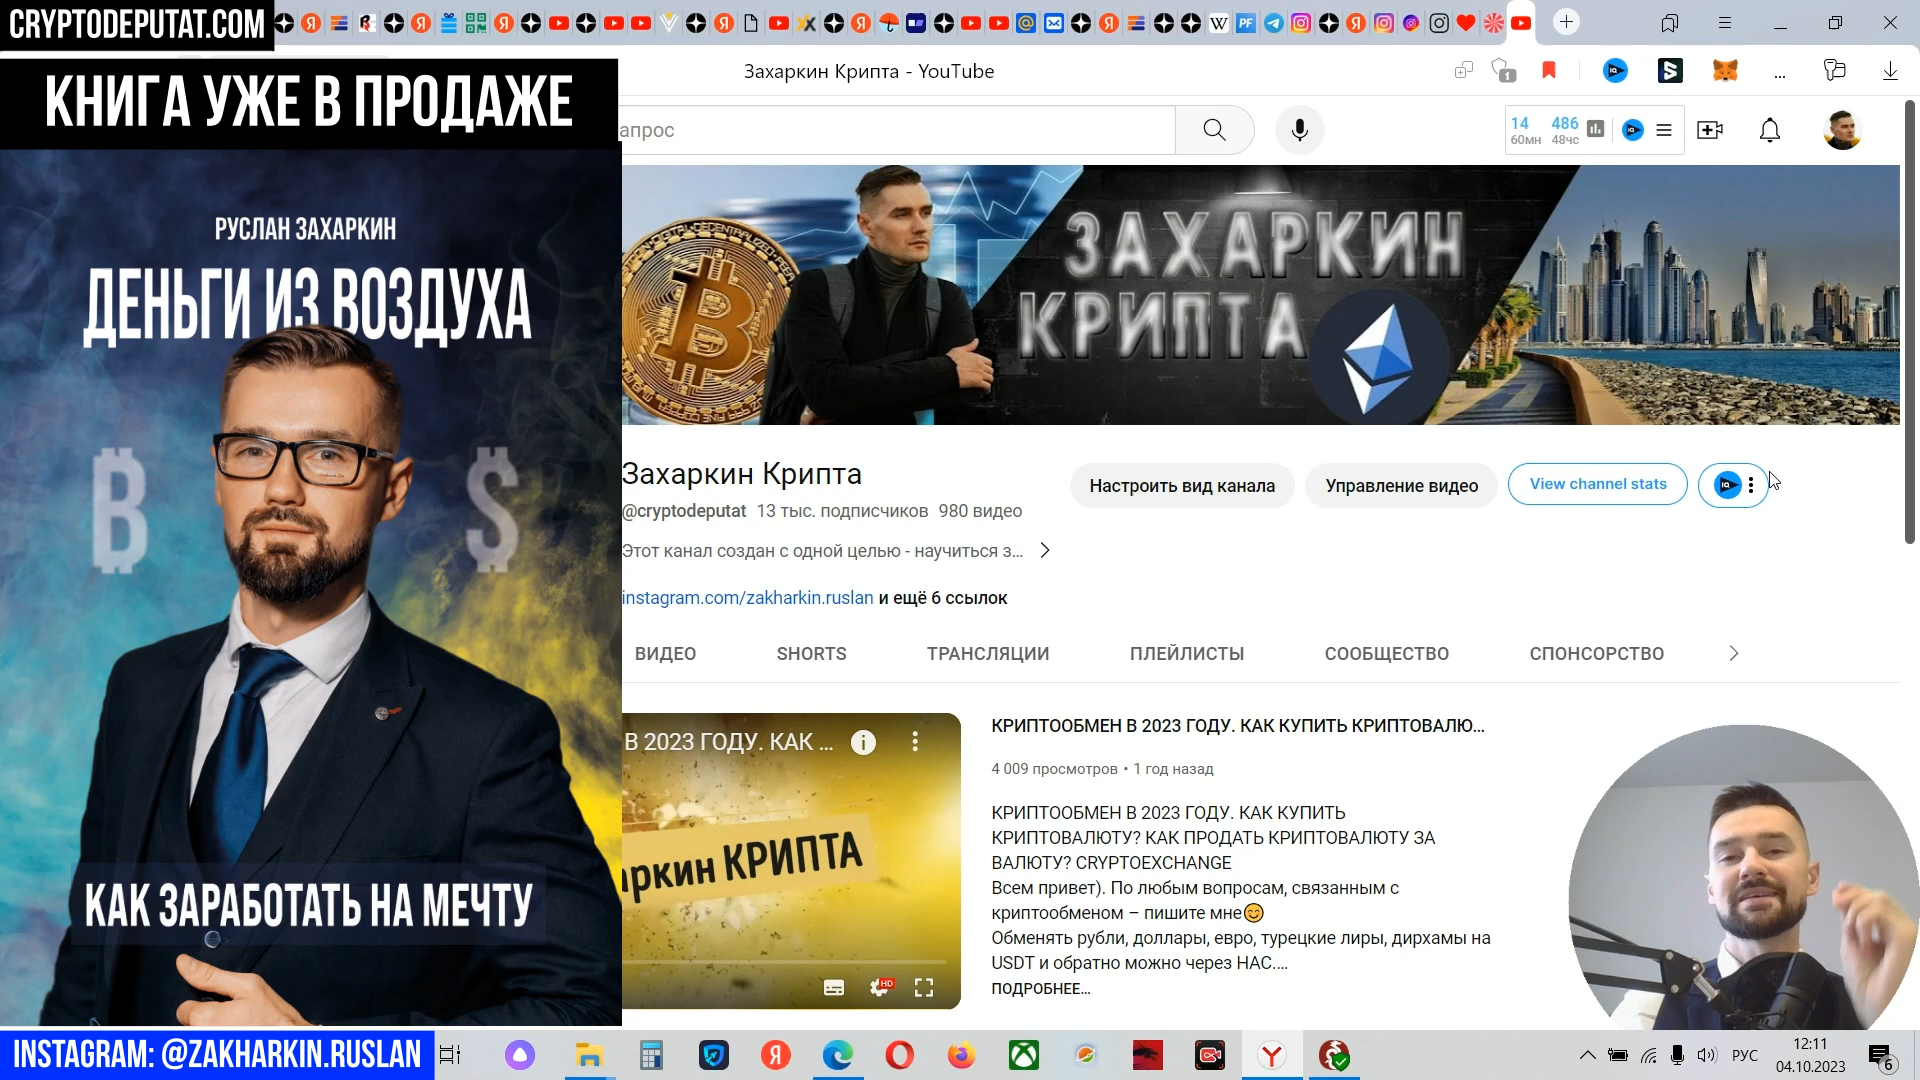 CRYPTODEPUTAT.COM
КНИГА УЖЕ В ПРОДАЖЕ
РУСЛАН ЗАХАРКИН
ДЕНЬГИ ИЗ ВОЗДУХА
КАК ЗАРАБОТАТЬ НА МЕЧТУ
INSTAGRAM: @ZAKHARKIN.RUSLAN
Захаркин Крипта - YouTube
1
апрос
14 486
60мн 48чс
ЗАХАРКИН
КРИПТА
Захаркин Крипта
@cryptodeputat 13 тыс. подписчиков 980 видео
Этот канал создан с одной целью - научиться з...
instagram.com/zakharkin.ruslan и ещё 6 ссылок
Настроить вид канала
Управление видео
View channel stats
ВИДЕО SHORTS ТРАНСЛЯЦИИ ПЛЕЙЛИСТЫ СООБЩЕСТВО СПОНСОРСТВО
В 2023 ГОДУ. КАК ...
аркин КРИПТА
HD
КРИПТООБМЕН В 2023 ГОДУ. КАК КУПИТЬ КРИПТОВАЛЮ...
4 009 просмотров • 1 год назад
КРИПТООБМЕН В 2023 ГОДУ. КАК КУПИТЬ
КРИПТОВАЛЮТУ? КАК ПРОДАТЬ КРИПТОВАЛЮТУ ЗА
ВАЛЮТУ? CRYPTOEXCHANGE
Всем привет). По любым вопросам, связанным с
криптообменом – пишите мне😊
Обменять рубли, доллары, евро, турецкие лиры, дирхамы на
USDT и обратно можно через НАС....
ПОДРОБНЕЕ...
РУС
12:11
04.10.2023
6